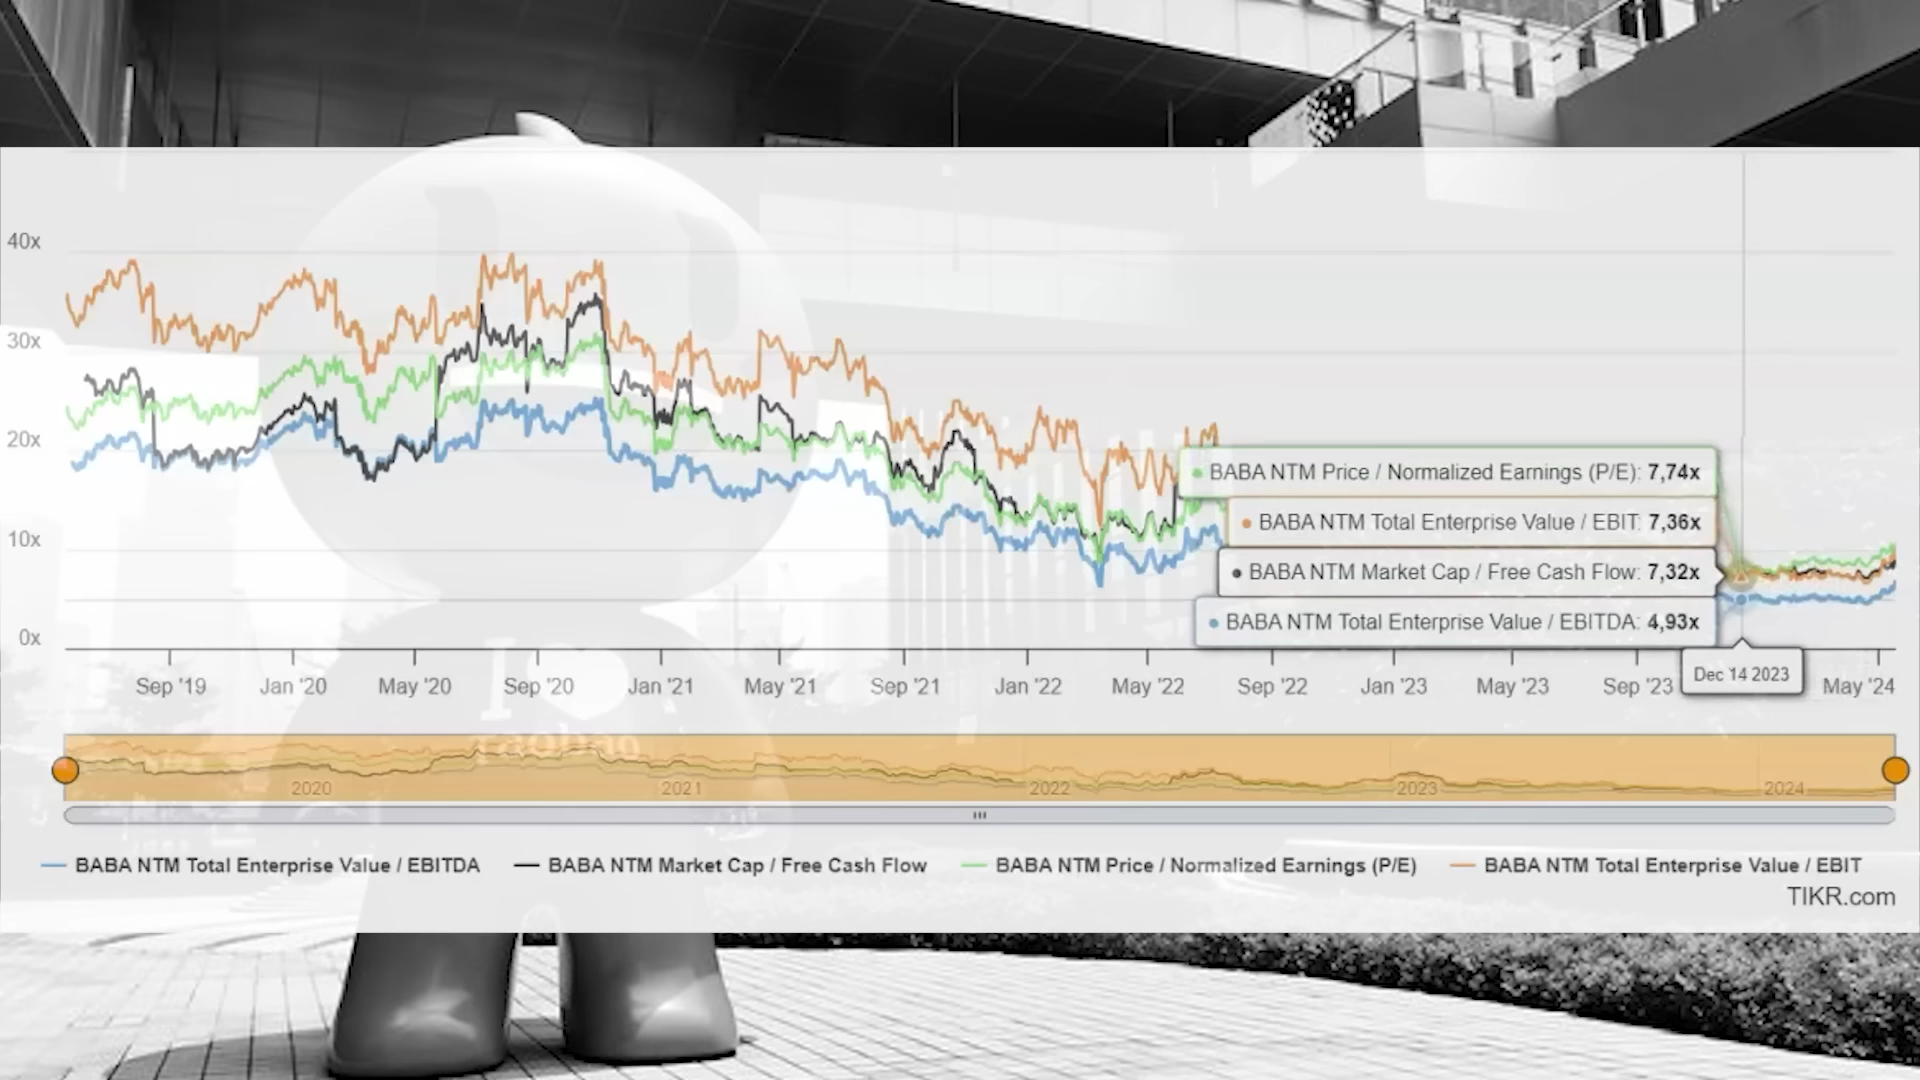 40x
30x
20x
10x
0x
BABA NTM Price / Normalized Earnings (P/E): 7,74x
BABA NTM Total Enterprise Value / EBIT: 7,36x
BABA NTM Market Cap / Free Cash Flow: 7,32x
BABA NTM Total Enterprise Value / EBITDA: 4,93x
Dec 14 2023
Sep '19 Jan '20 May '20 Sep '20 Jan '21 May '21 Sep '21 Jan '22 May '22 Sep '22 Jan '23 May '23 Sep '23 May '24
I
Taobao
2020 2021 2022 2023 2024
BABA NTM Total Enterprise Value / EBITDA BABA NTM Market Cap / Free Cash Flow BABA NTM Price / Normalized Earnings (P/E) BABA NTM Total Enterprise Value / EBIT
TIKR.com